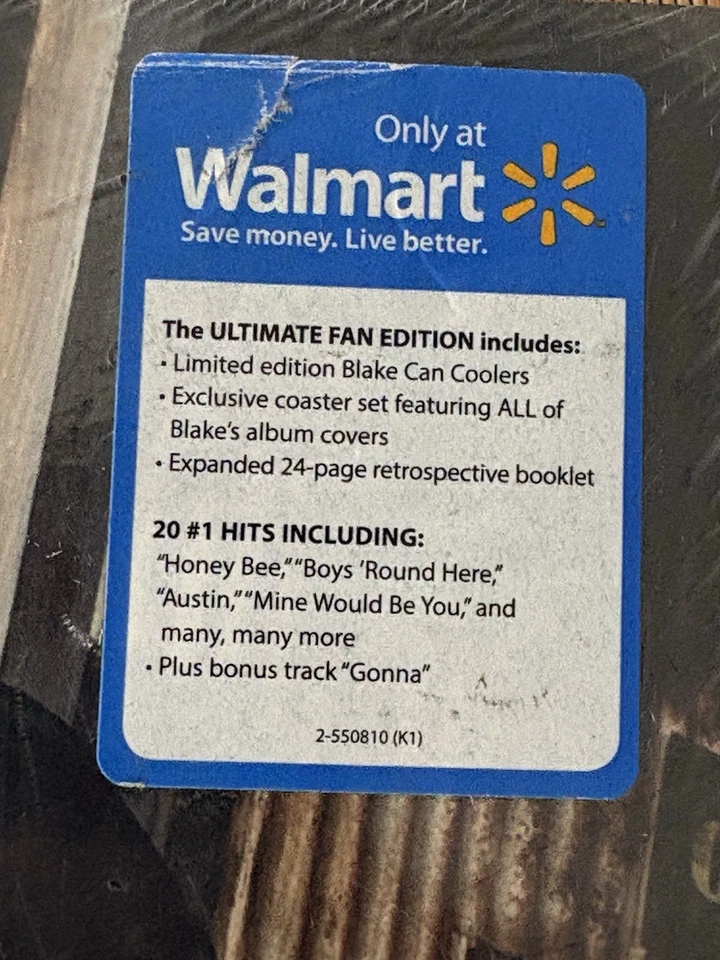 Only at
Walmart
Save money. Live better.
The ULTIMATE FAN EDITION includes:
• Limited edition Blake Can Coolers
• Exclusive coaster set featuring ALL of
Blake's album covers
• Expanded 24-page retrospective booklet
20 #1 HITS INCLUDING:
“Honey Bee,” “Boys ’Round Here,”
“Austin,” “Mine Would Be You,” and
many, many more
• Plus bonus track “Gonna”
2-550810 (K1)